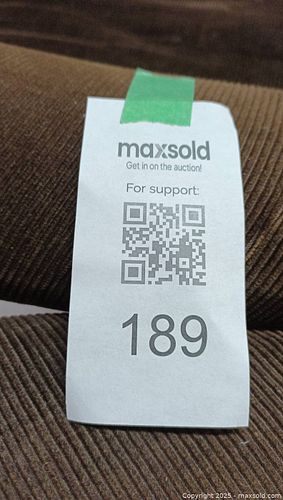 maxsold
Get in on the auction!
For support:
189
Copyright 2025 - maxsold.com